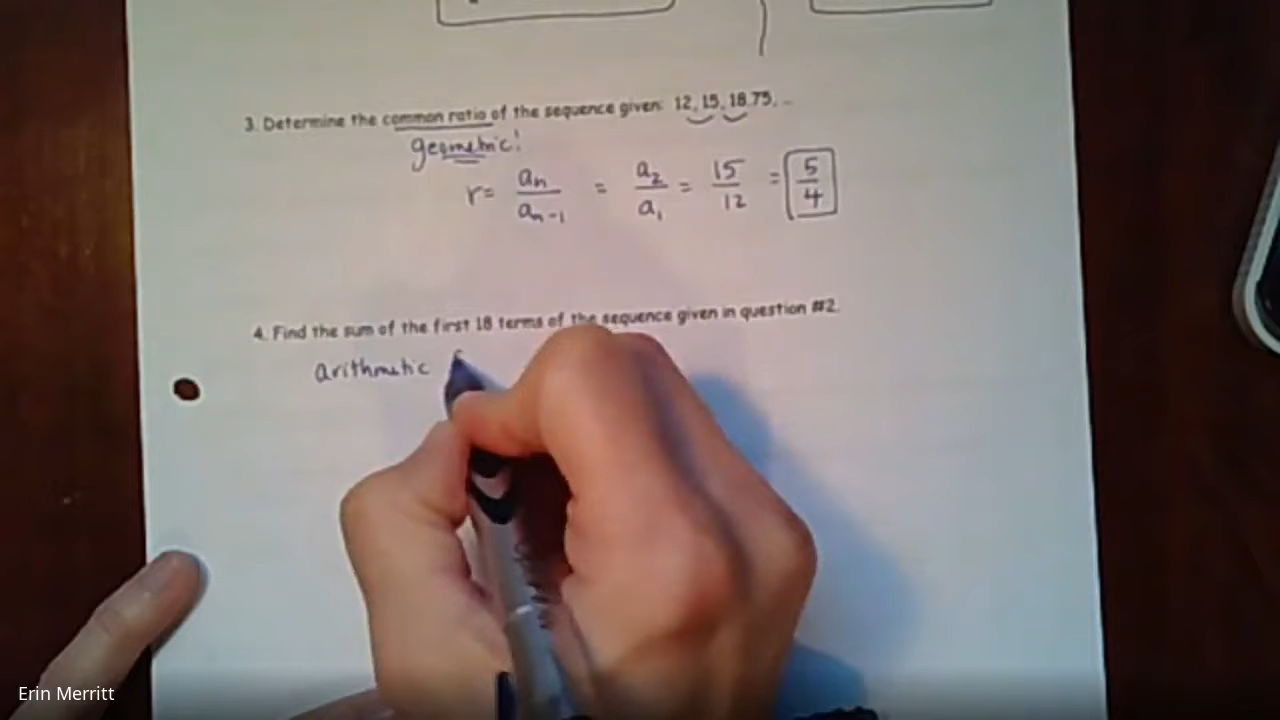 3. Determine the common ratio of the sequence given: 12, 15, 18.75, ...
geometric!
r = aₙ/aₙ₋₁ = a₂/a₁ = 15/12 = 5/4
4. Find the sum of the first 18 terms of the sequence given in question #2.
arithmetic
Erin Merritt